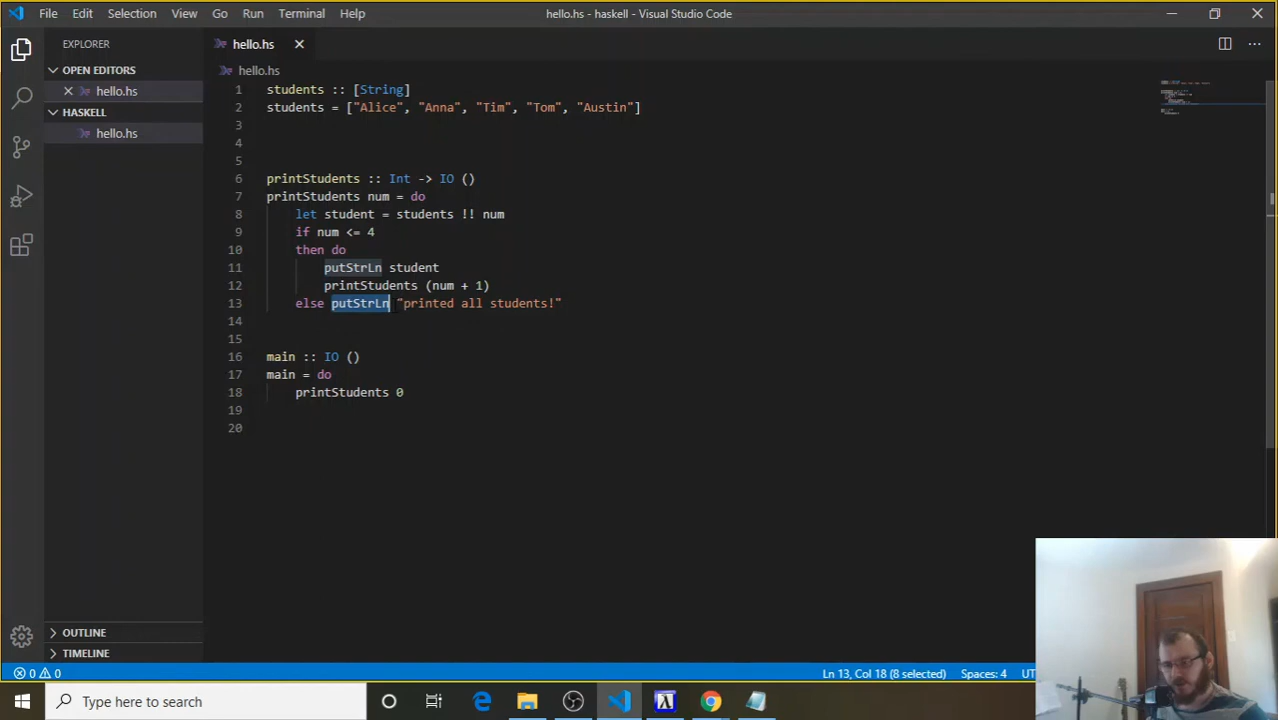 File Edit Selection View Go Run Terminal Help hello.hs - haskell - Visual Studio Code
EXPLORER
hello.hs
OPEN EDITORS
hello.hs
hello.hs
HASKELL
hello.hs
1 students :: [String]
2 students = ["Alice", "Anna", "Tim", "Tom", "Austin"]
3
4
5
6 printStudents :: Int -> IO ()
7 printStudents num = do
8 let student = students !! num
9 if num <= 4
10 then do
11 putStrLn student
12 printStudents (num + 1)
13 else putStrLn "printed all students!"
14
15
16 main :: IO ()
17 main = do
18 printStudents 0
19
20
OUTLINE
TIMELINE
0 0 Ln 13, Col 18 (8 selected) Spaces: 4 UT
Type here to search